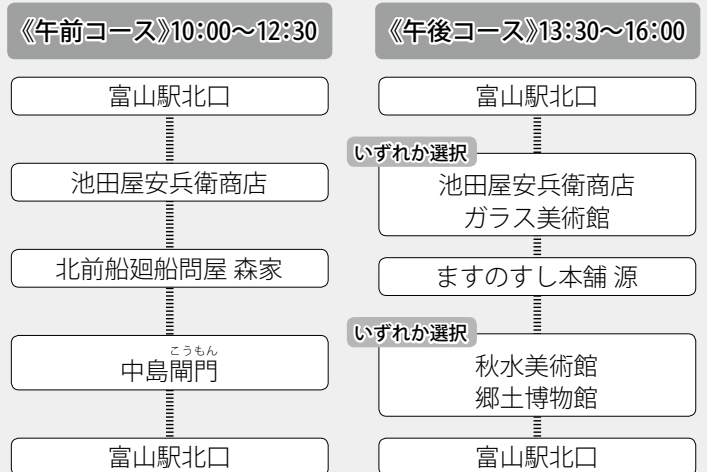 《午前コース》10:00～12:30
富山駅北口
池田屋安兵衛商店
北前船廻船問屋 森家
こうもん
中島閘門
富山駅北口
《午後コース》13:30～16:00
富山駅北口
いずれか選択
池田屋安兵衛商店
ガラス美術館
ますのすし本舗 源
いずれか選択
秋水美術館
郷土博物館
富山駅北口